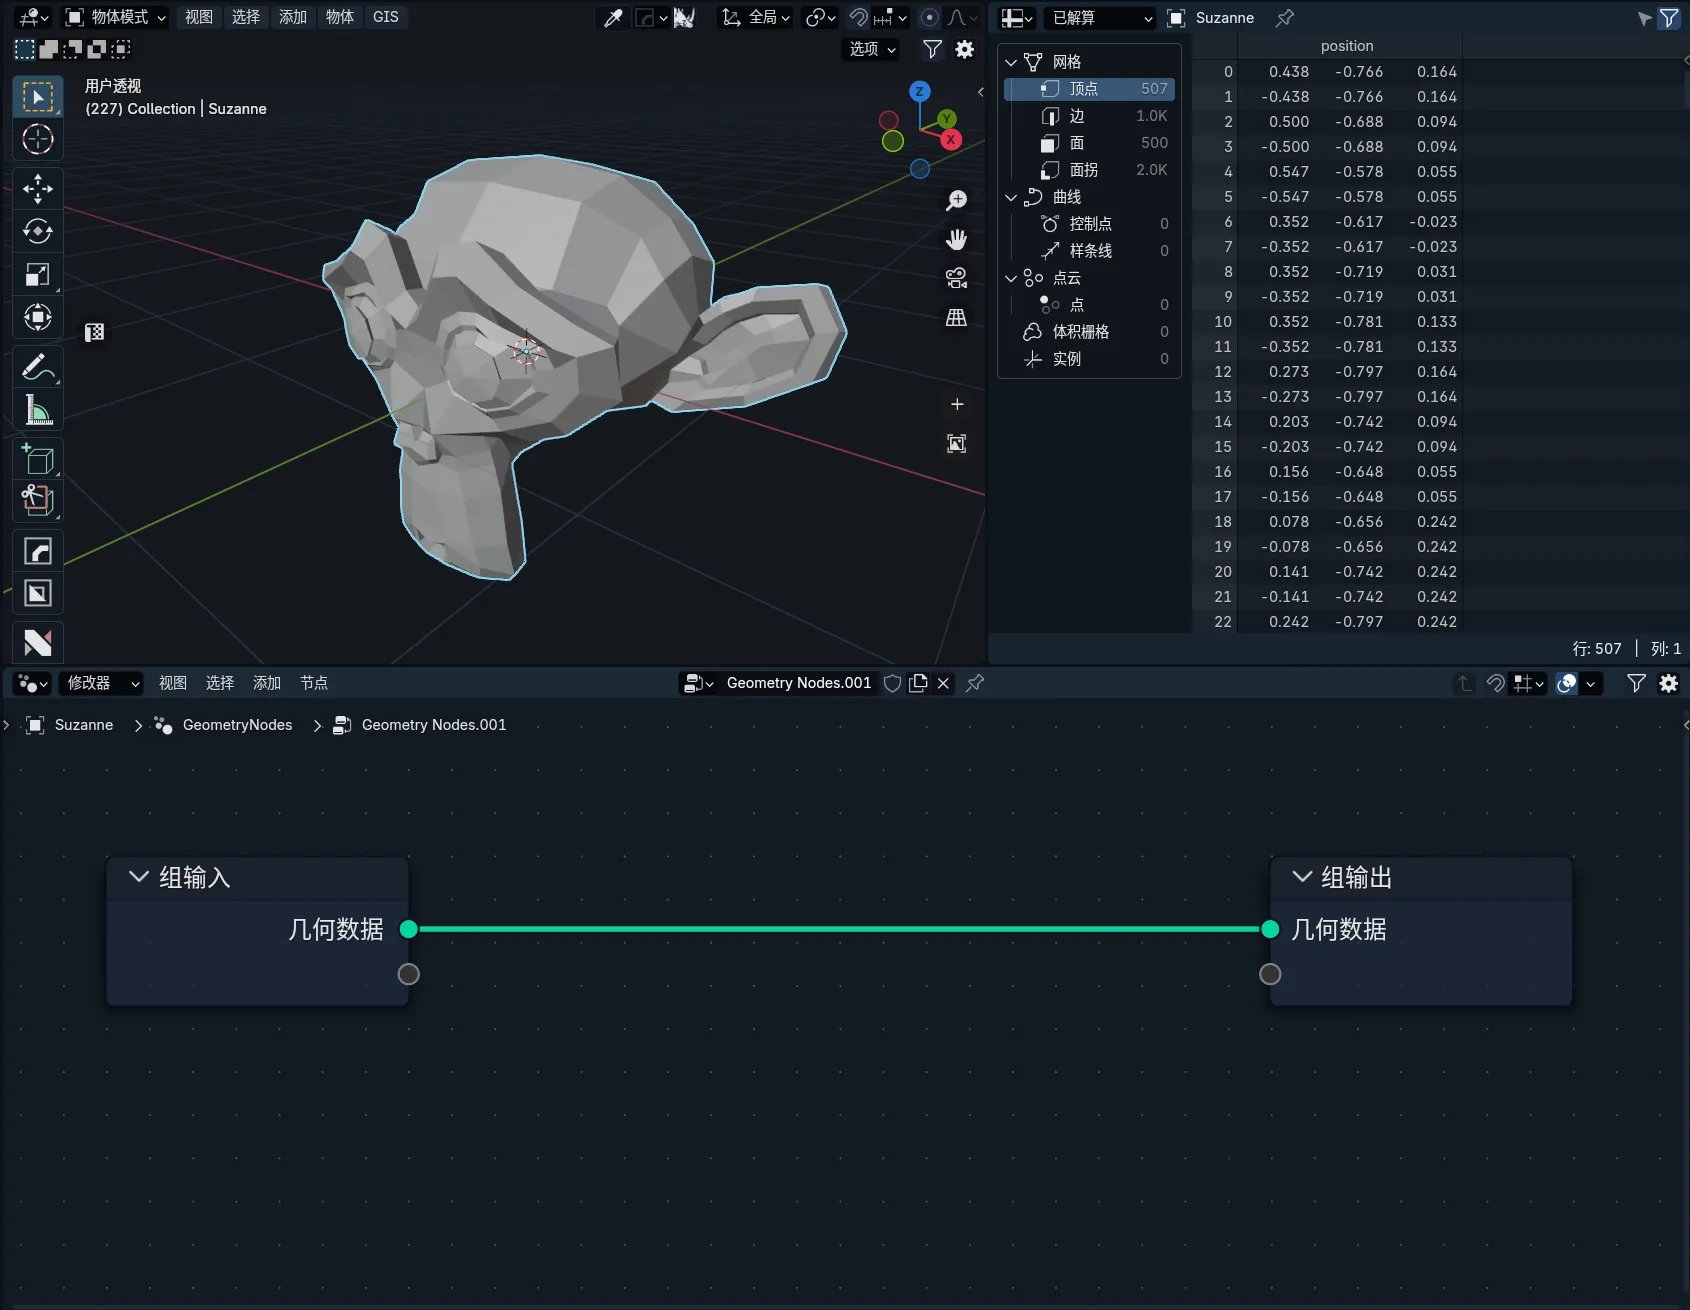 物体模式 视图 选择 添加 物体 GIS 全局
选项
用户透视
(227) Collection | Suzanne
Z
Y
X
已解算 Suzanne
网格
顶点 507
边 1.0K
面 500
面拐 2.0K
曲线
控制点 0
样条线 0
点云
点 0
体积栅格 0
实例 0
position
0 0.438 -0.766 0.164
1 -0.438 -0.766 0.164
2 0.500 -0.688 0.094
3 -0.500 -0.688 0.094
4 0.547 -0.578 0.055
5 -0.547 -0.578 0.055
6 0.352 -0.617 -0.023
7 -0.352 -0.617 -0.023
8 0.352 -0.719 0.031
9 -0.352 -0.719 0.031
10 0.352 -0.781 0.133
11 -0.352 -0.781 0.133
12 0.273 -0.797 0.164
13 -0.273 -0.797 0.164
14 0.203 -0.742 0.094
15 -0.203 -0.742 0.094
16 0.156 -0.648 0.055
17 -0.156 -0.648 0.055
18 0.078 -0.656 0.242
19 -0.078 -0.656 0.242
20 0.141 -0.742 0.242
21 -0.141 -0.742 0.242
22 0.242 -0.797 0.242
行: 507 | 列: 1
修改器 视图 选择 添加 节点 Geometry Nodes.001
Suzanne GeometryNodes Geometry Nodes.001
组输入
几何数据
组输出
几何数据